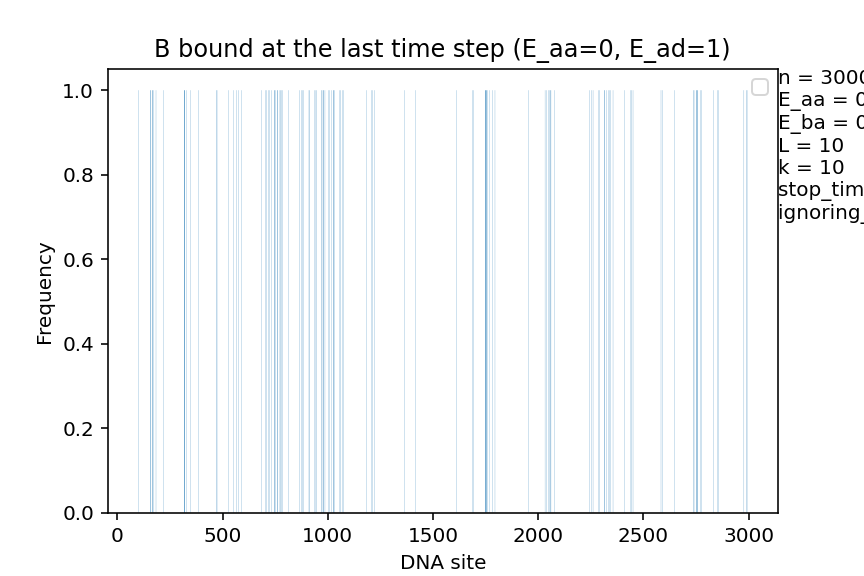 B bound at the last time step (E_aa=0, E_ad=1)
n = 3000
E_aa = 0
E_ba = 0
L = 10
k = 10
stop_tim
ignoring_
1.0
0.8
0.6
0.4
0.2
0.0
Frequency
0 500 1000 1500 2000 2500 3000
DNA site